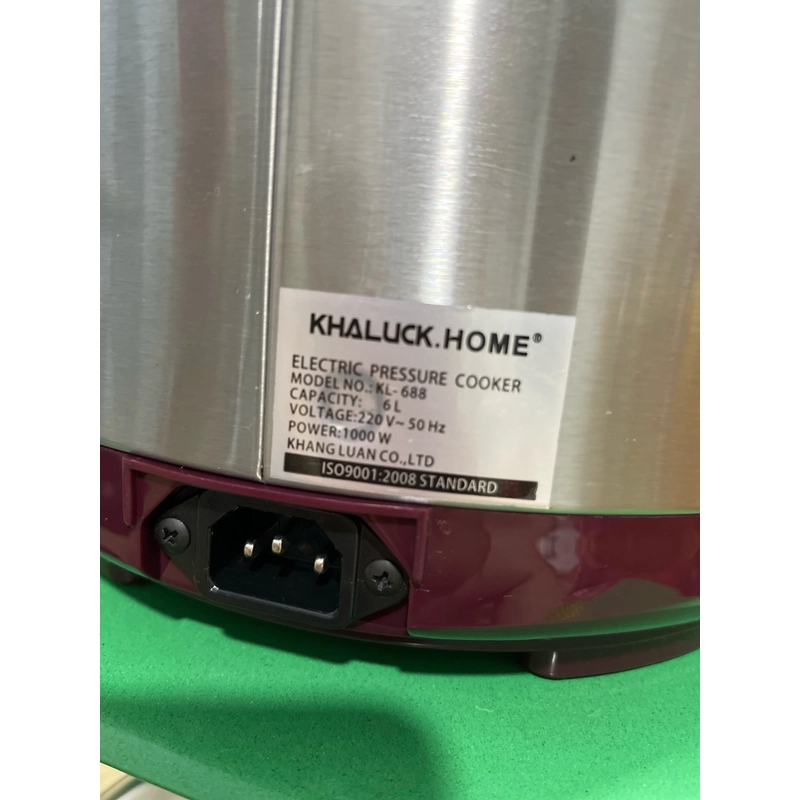 KHALUCK.HOME®
ELECTRIC PRESSURE COOKER
MODEL NO.: KL-688
CAPACITY: 6L
VOLTAGE:220 V~ 50 Hz
POWER:1000 W
KHANG LUAN CO.,LTD
ISO9001:2008 STANDARD